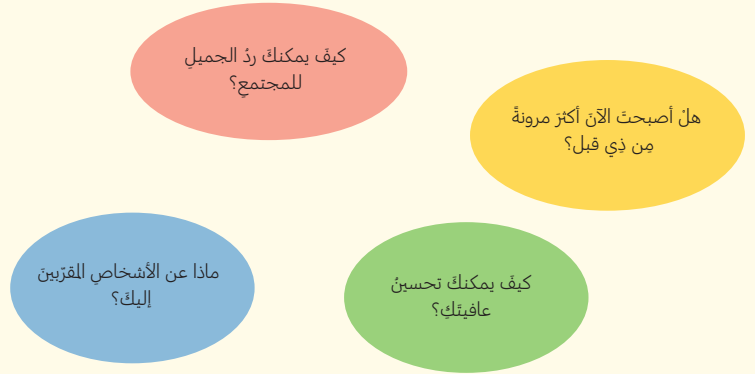 كيفَ يمكنكَ ردُ الجميلِ
للمجتمعِ؟
هلْ أصبحتَ الآنَ أكثرَ مرونةً
مِن ذِي قبل؟
ماذا عن الأشخاصِ المقرّبينَ
إليكَ؟
كيفَ يمكنكَ تحسينُ
عافيتَكِ؟